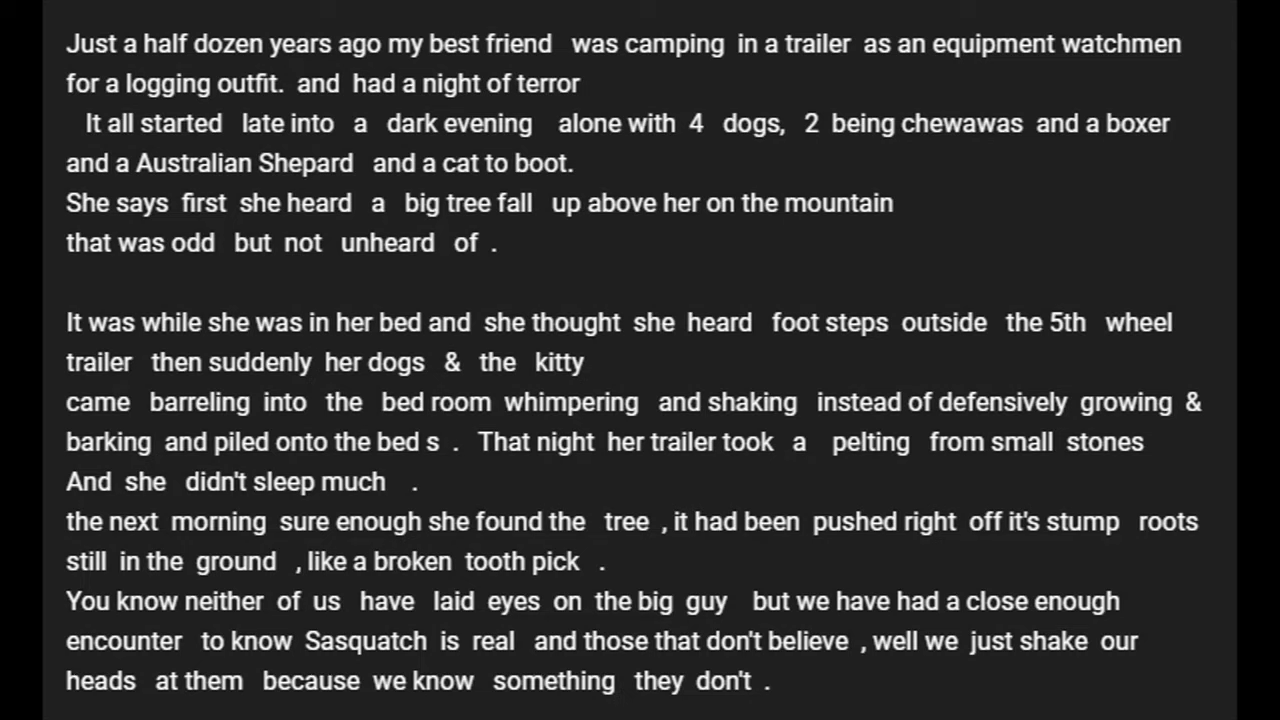 Just a half dozen years ago my best friend was camping in a trailer as an equipment watchmen
for a logging outfit. and had a night of terror
It all started late into a dark evening alone with 4 dogs, 2 being chewawas and a boxer
and a Australian Shepard and a cat to boot.
She says first she heard a big tree fall up above her on the mountain
that was odd but not unheard of .
It was while she was in her bed and she thought she heard foot steps outside the 5th wheel
trailer then suddenly her dogs & the kitty
came barreling into the bed room whimpering and shaking instead of defensively growing &
barking and piled onto the bed s . That night her trailer took a pelting from small stones
And she didn't sleep much .
the next morning sure enough she found the tree , it had been pushed right off it's stump roots
still in the ground , like a broken tooth pick .
You know neither of us have laid eyes on the big guy but we have had a close enough
encounter to know Sasquatch is real and those that don't believe , well we just shake our
heads at them because we know something they don't .